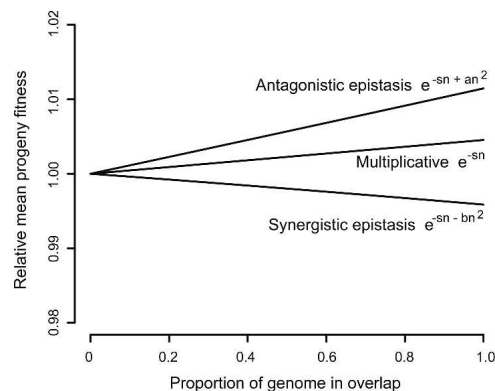 1.02
1.01
1.00
0.99
0.98
Relative mean progeny fitness
Antagonistic epistasis e^-sn + an^2
Multiplicative e^-sn
Synergistic epistasis e^-sn - bn^2
0 0.2 0.4 0.6 0.8 1.0
Proportion of genome in overlap